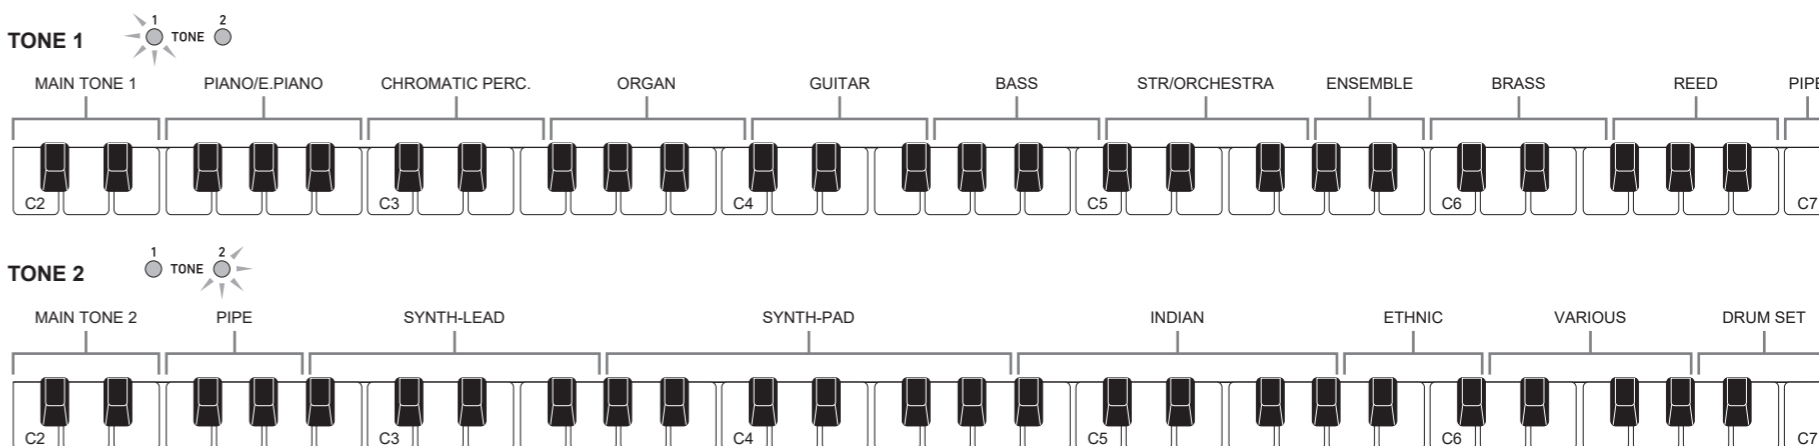 1 2
TONE 1 TONE
MAIN TONE 1 PIANO/E.PIANO CHROMATIC PERC. ORGAN GUITAR BASS STR/ORCHESTRA ENSEMBLE BRASS REED PIPE
C2 C3 C4 C5 C6 C7
1 2
TONE 2 TONE
MAIN TONE 2 PIPE SYNTH-LEAD SYNTH-PAD INDIAN ETHNIC VARIOUS DRUM SET
C2 C3 C4 C5 C6 C7